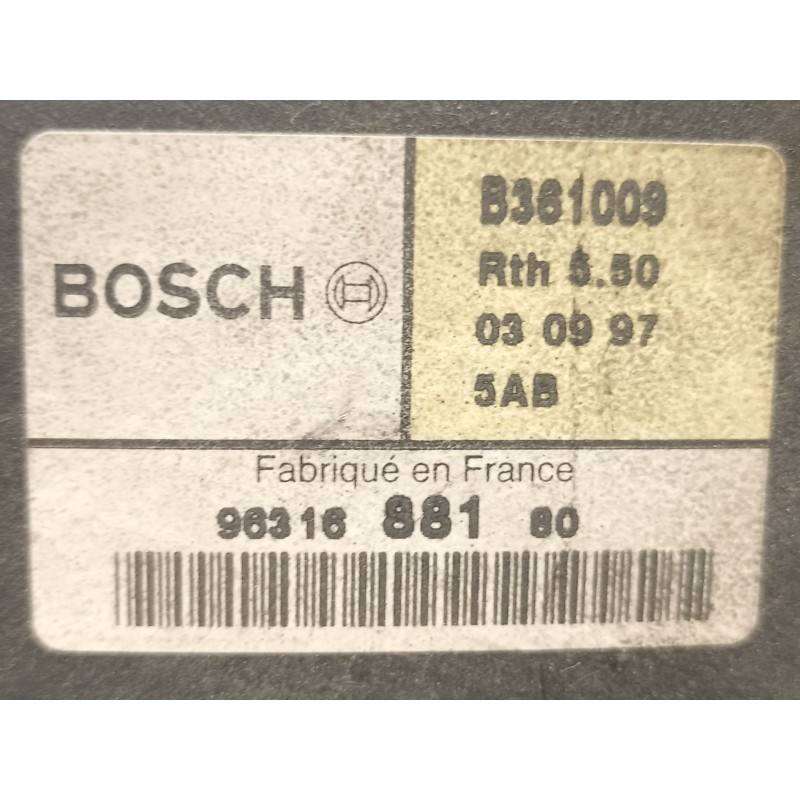 BOSCH
B361009
Rth 5.50
03 09 97
5AB
Fabriqué en France
96316 881 80